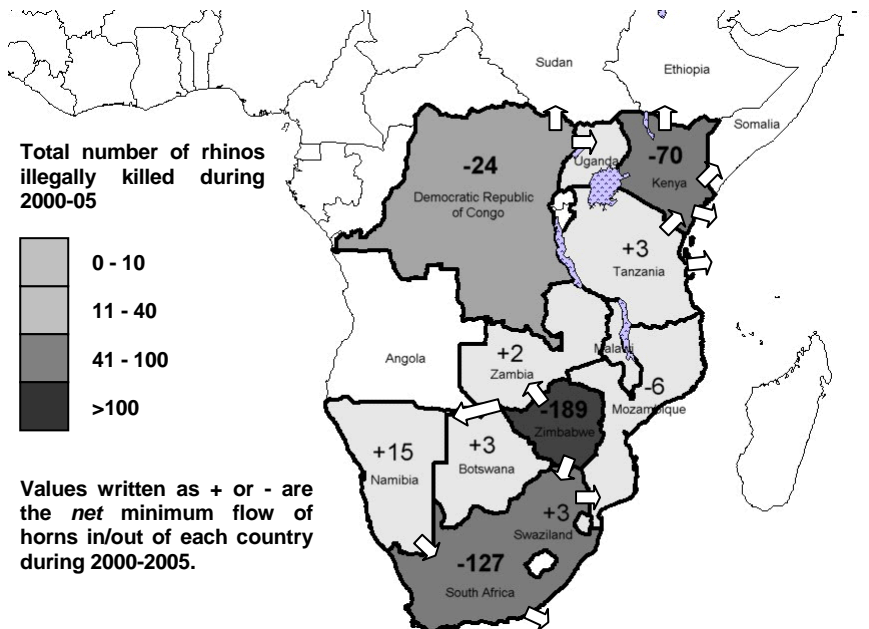 Sudan
Ethiopia
Somalia
Total number of rhinos
illegally killed during
2000-05
0 - 10
11 - 40
41 - 100
>100
Values written as + or - are
the net minimum flow of
horns in/out of each country
during 2000-2005.
-24
Democratic Republic
of Congo
Uganda
-70
Kenya
+3
Tanzania
Angola
+2
Zambia
Malawi
-6
Mozambique
-189
Zimbabwe
+15
Namibia
+3
Botswana
+3
Swaziland
-127
South Africa